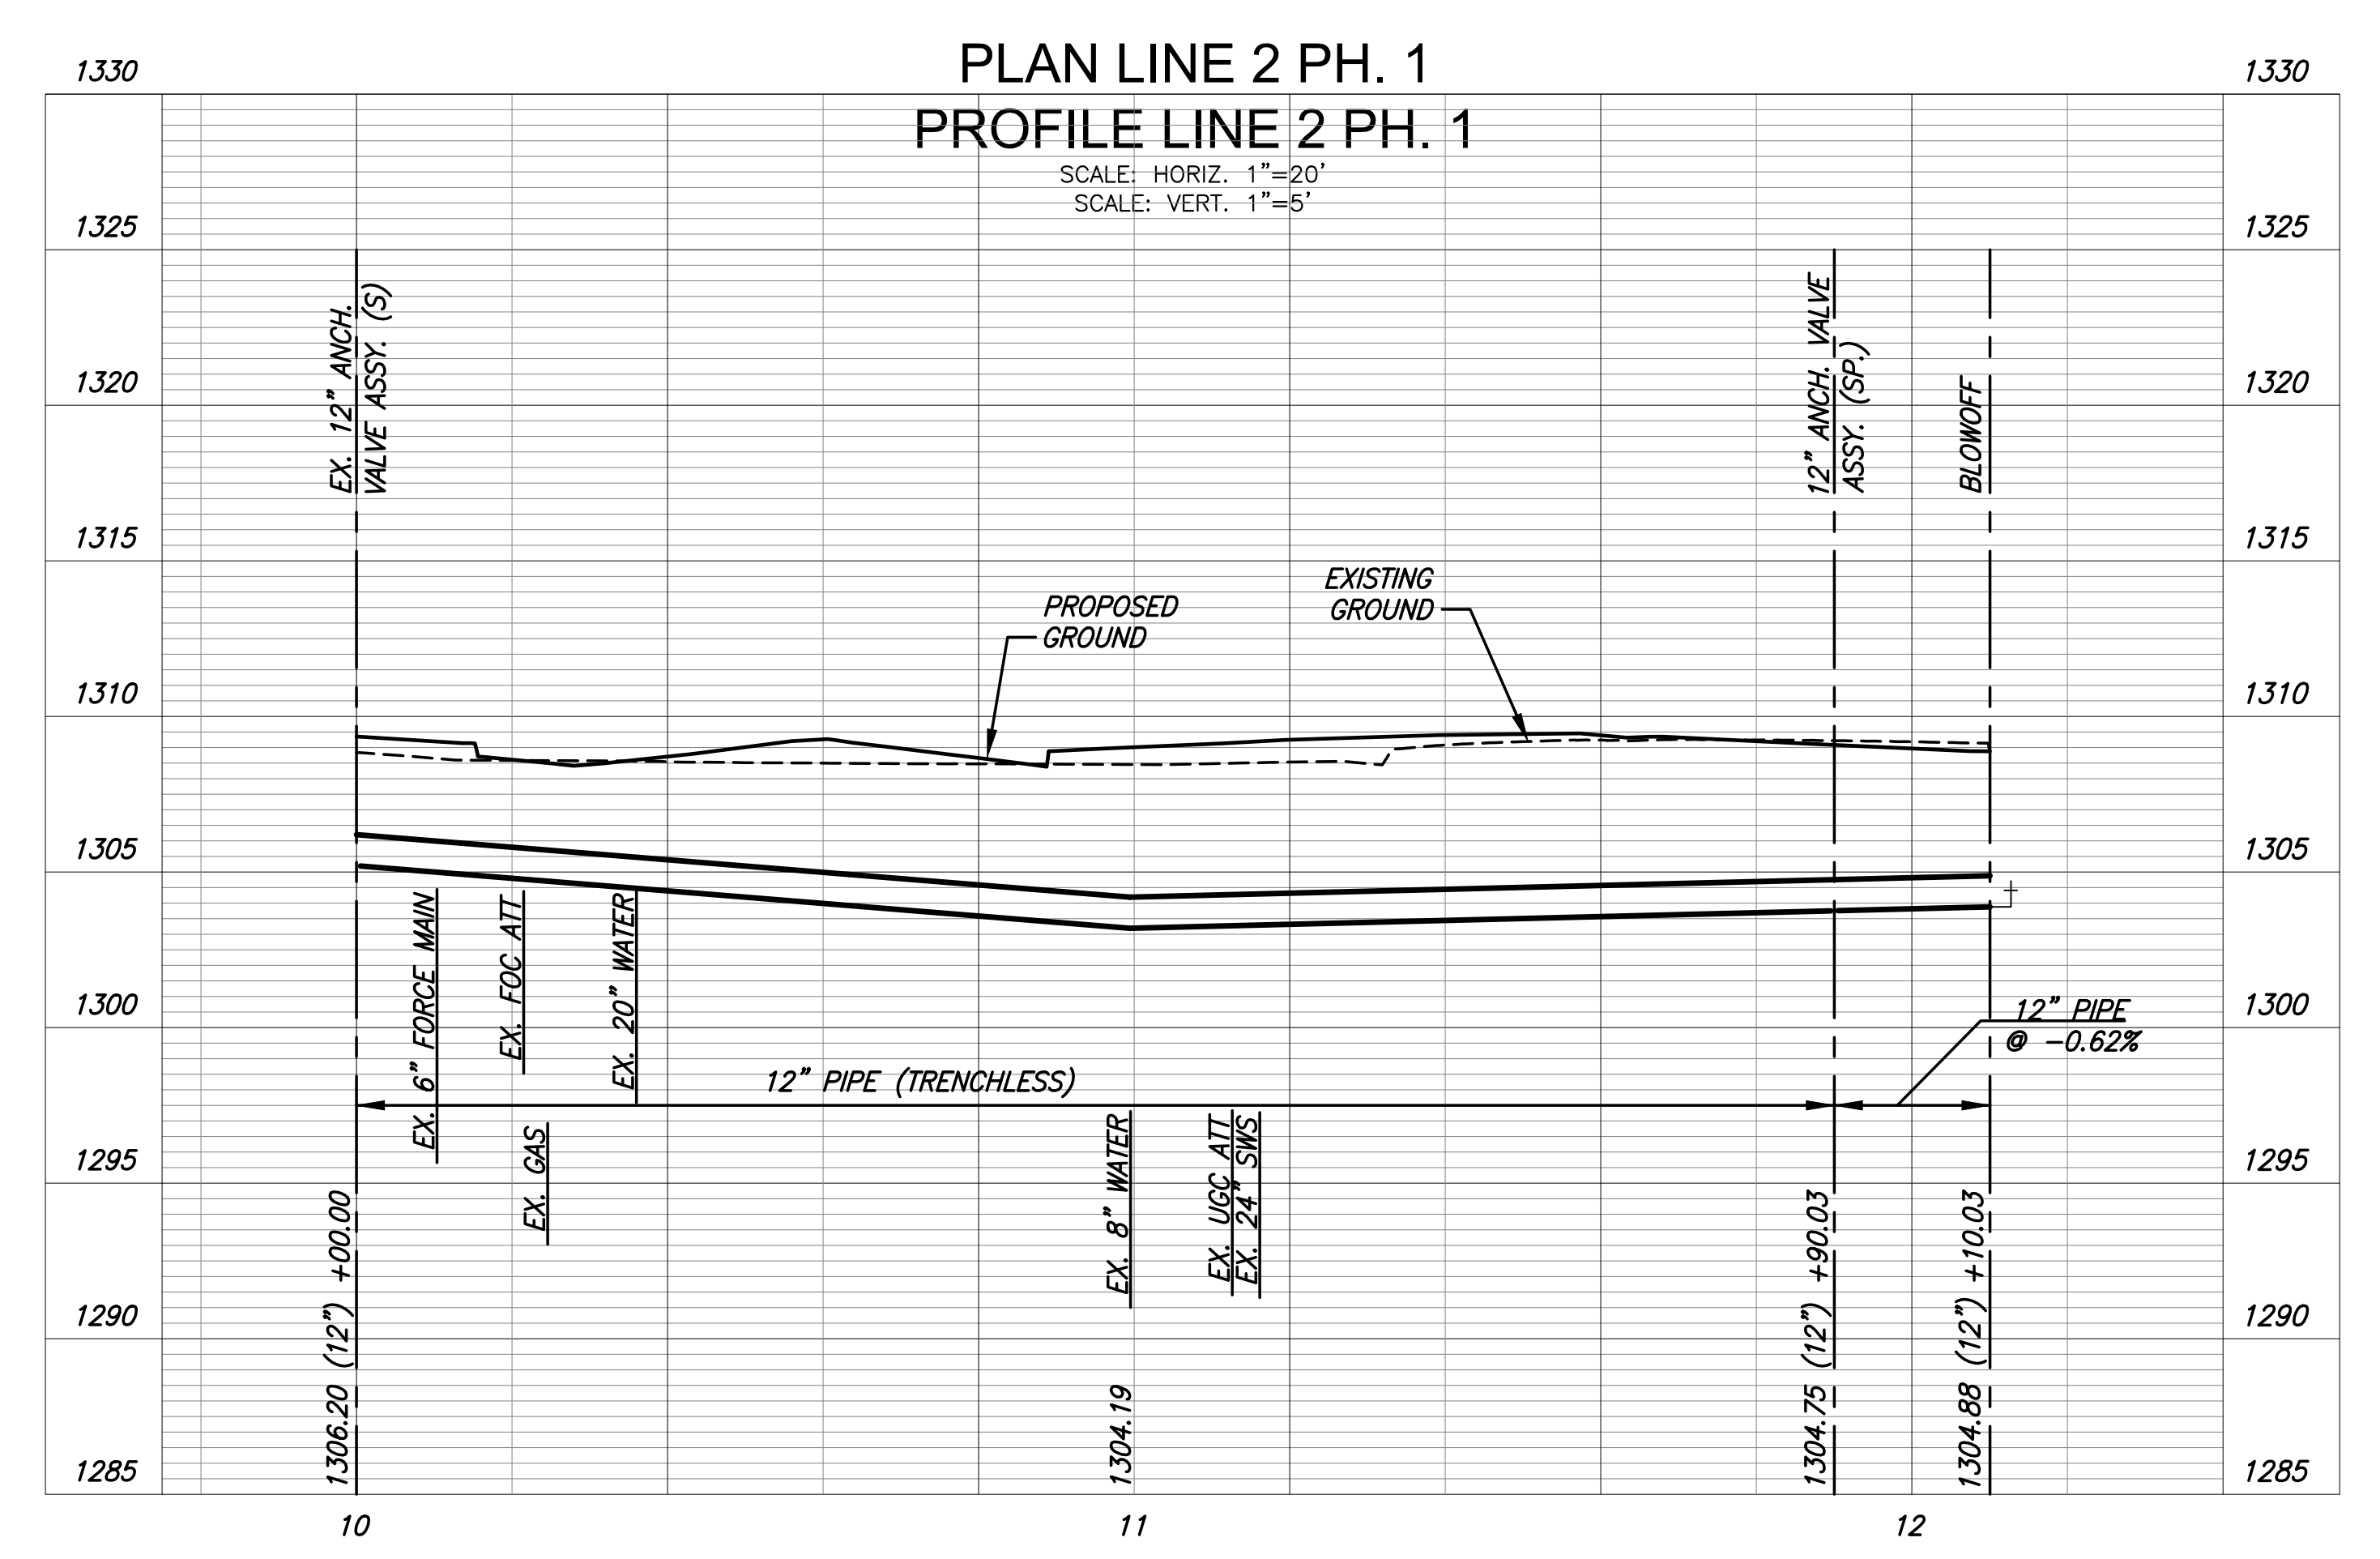 PLAN LINE 2 PH. 1
PROFILE LINE 2 PH. 1
SCALE: HORIZ. 1"=20'
SCALE: VERT. 1"=5'
1330
1325
1320
1315
1310
1305
1300
1295
1290
1285
1330
1325
1320
1315
1310
1305
1300
1295
1290
1285
EX. 12" ANCH.
VALVE ASSY. (S)
12" ANCH. VALVE
ASSY. (SP.)
BLOWOFF
PROPOSED
GROUND
EXISTING
GROUND
EX. 6" FORCE MAIN
EX. FOC ATT
EX. GAS
EX. 20" WATER
12" PIPE (TRENCHLESS)
EX. 8" WATER
EX. UGC ATT
EX. 24" SWS
12" PIPE
@ -0.62%
1306.20 (12") +00.00
1304.19
1304.75 (12") +90.03
1304.88 (12") +10.03
10
11
12